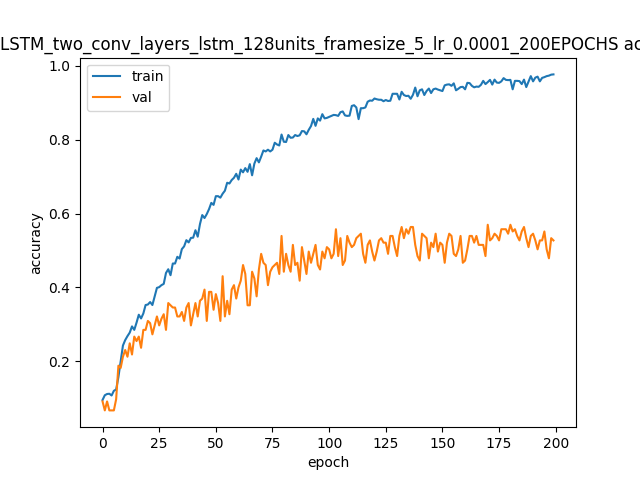 LSTM_two_conv_layers_lstm_128units_framesize_5_lr_0.0001_200EPOCHS ac
train
val
1.0
0.8
0.6
0.4
0.2
accuracy
0 25 50 75 100 125 150 175 200
epoch